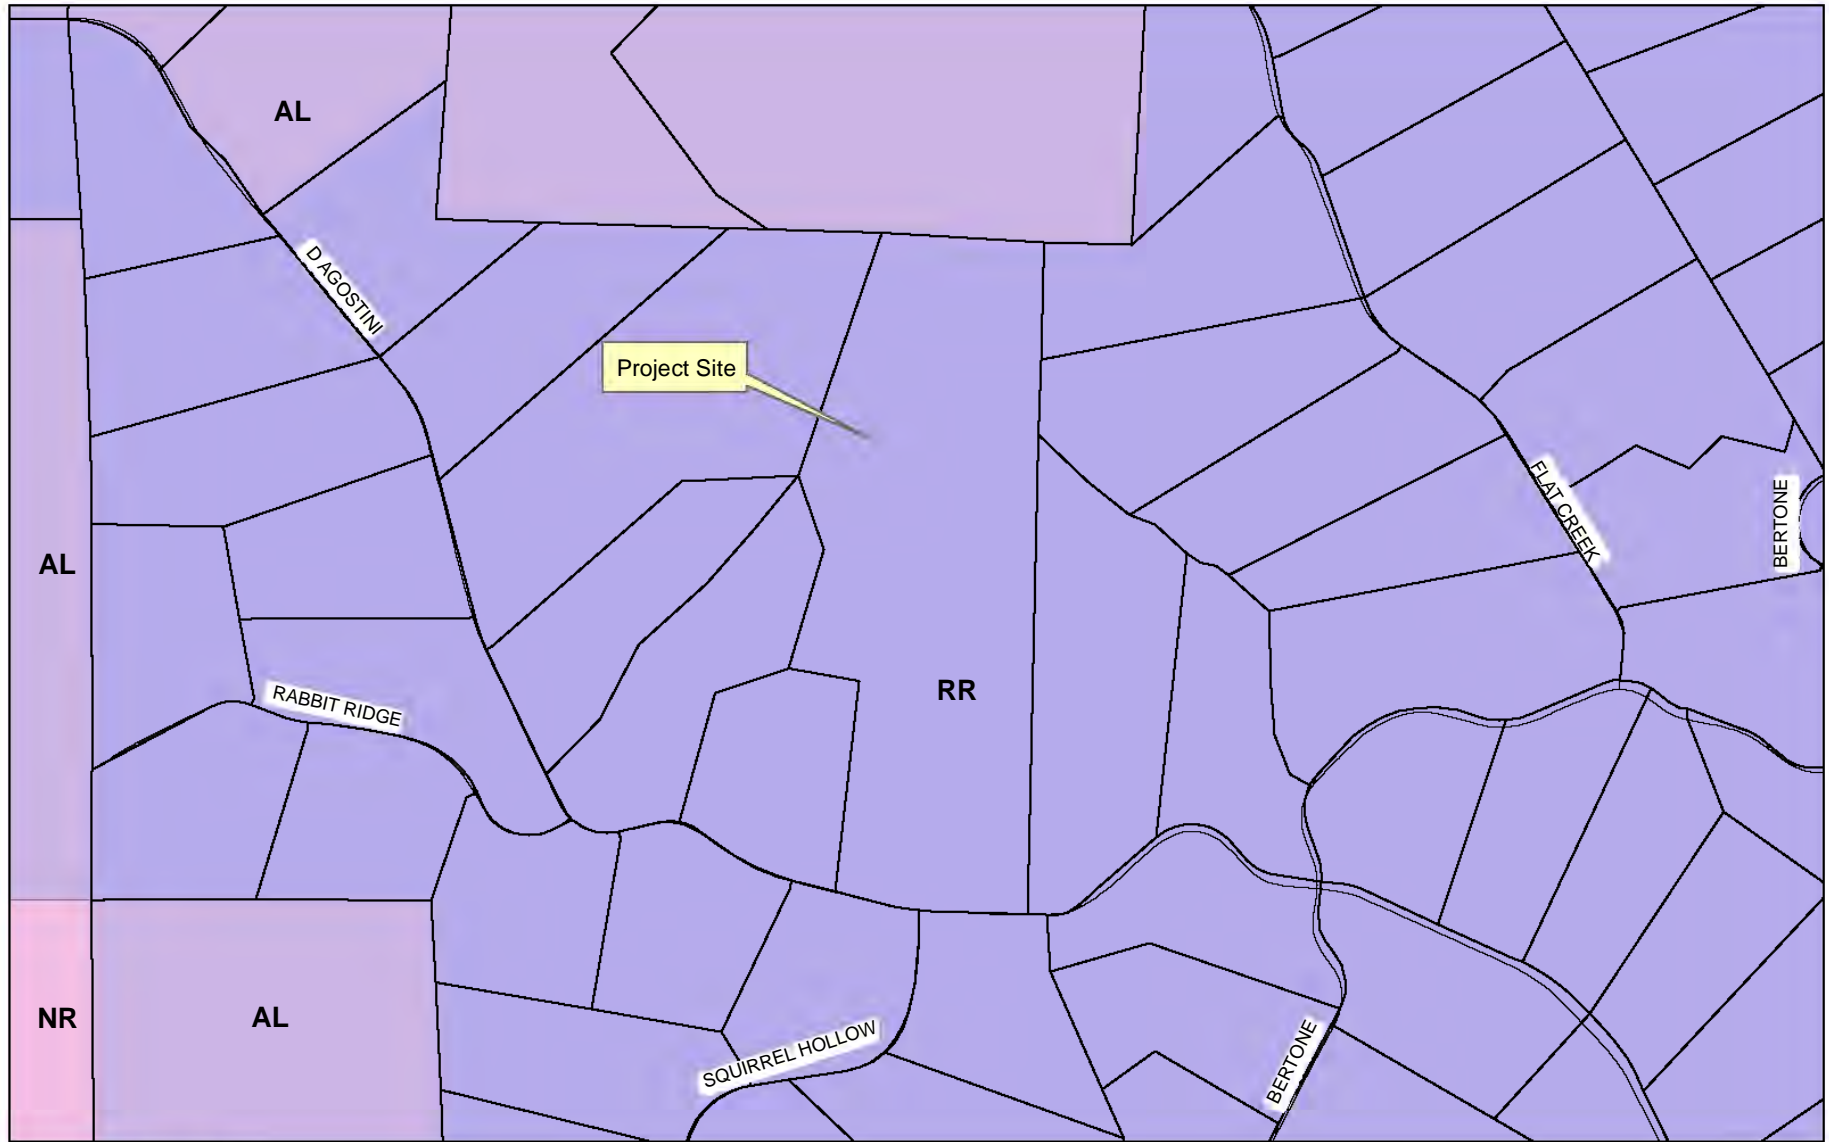 AL
D AGOSTINI
Project Site
FLAT CREEK
BERTONE
AL
RR
RABBIT RIDGE
NR
AL
SQUIRREL HOLLOW
BERTONE